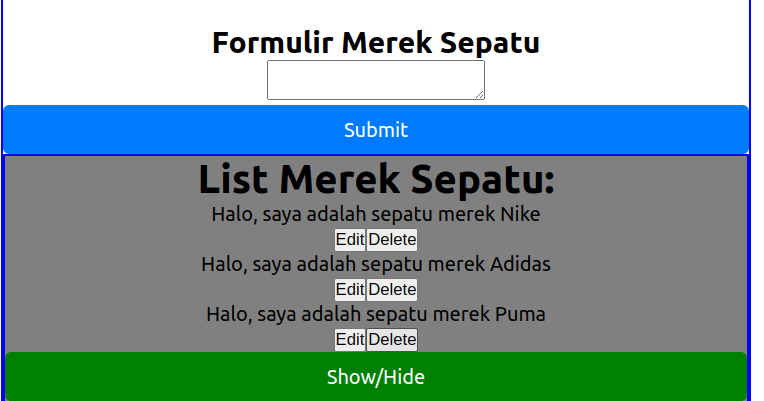 Formulir Merek Sepatu
Submit
List Merek Sepatu:
Halo, saya adalah sepatu merek Nike
Edit Delete
Halo, saya adalah sepatu merek Adidas
Edit Delete
Halo, saya adalah sepatu merek Puma
Edit Delete
Show/Hide